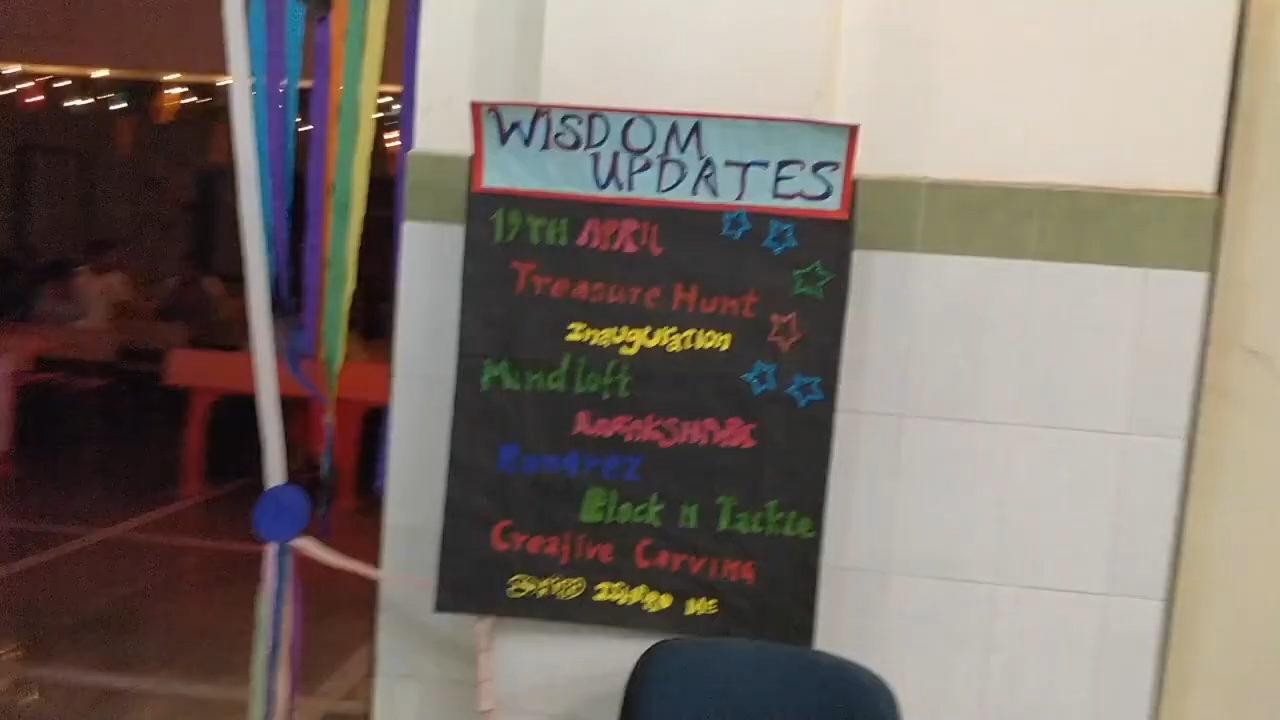 WISDOM
UPDATES
19TH APRIL
Treasure Hunt
Inauguration
Mind Loft
Block n Tackle
Creative Carving